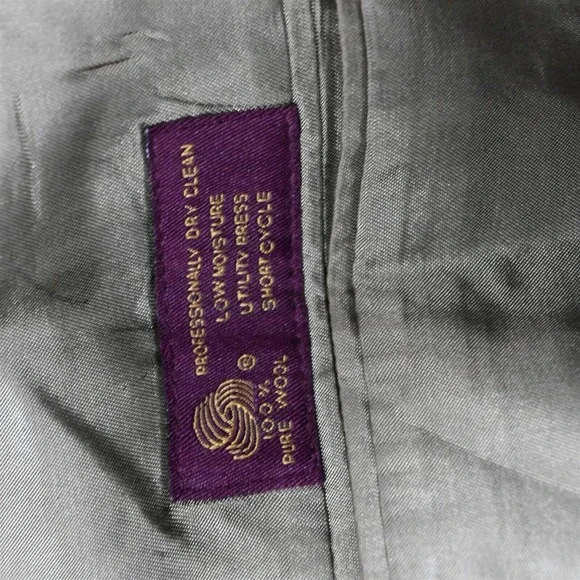 PROFESSIONALLY DRY CLEAN
LOW MOISTURE
UTILITY PRESS
SHORT CYCLE
®
100%
PURE WOOL